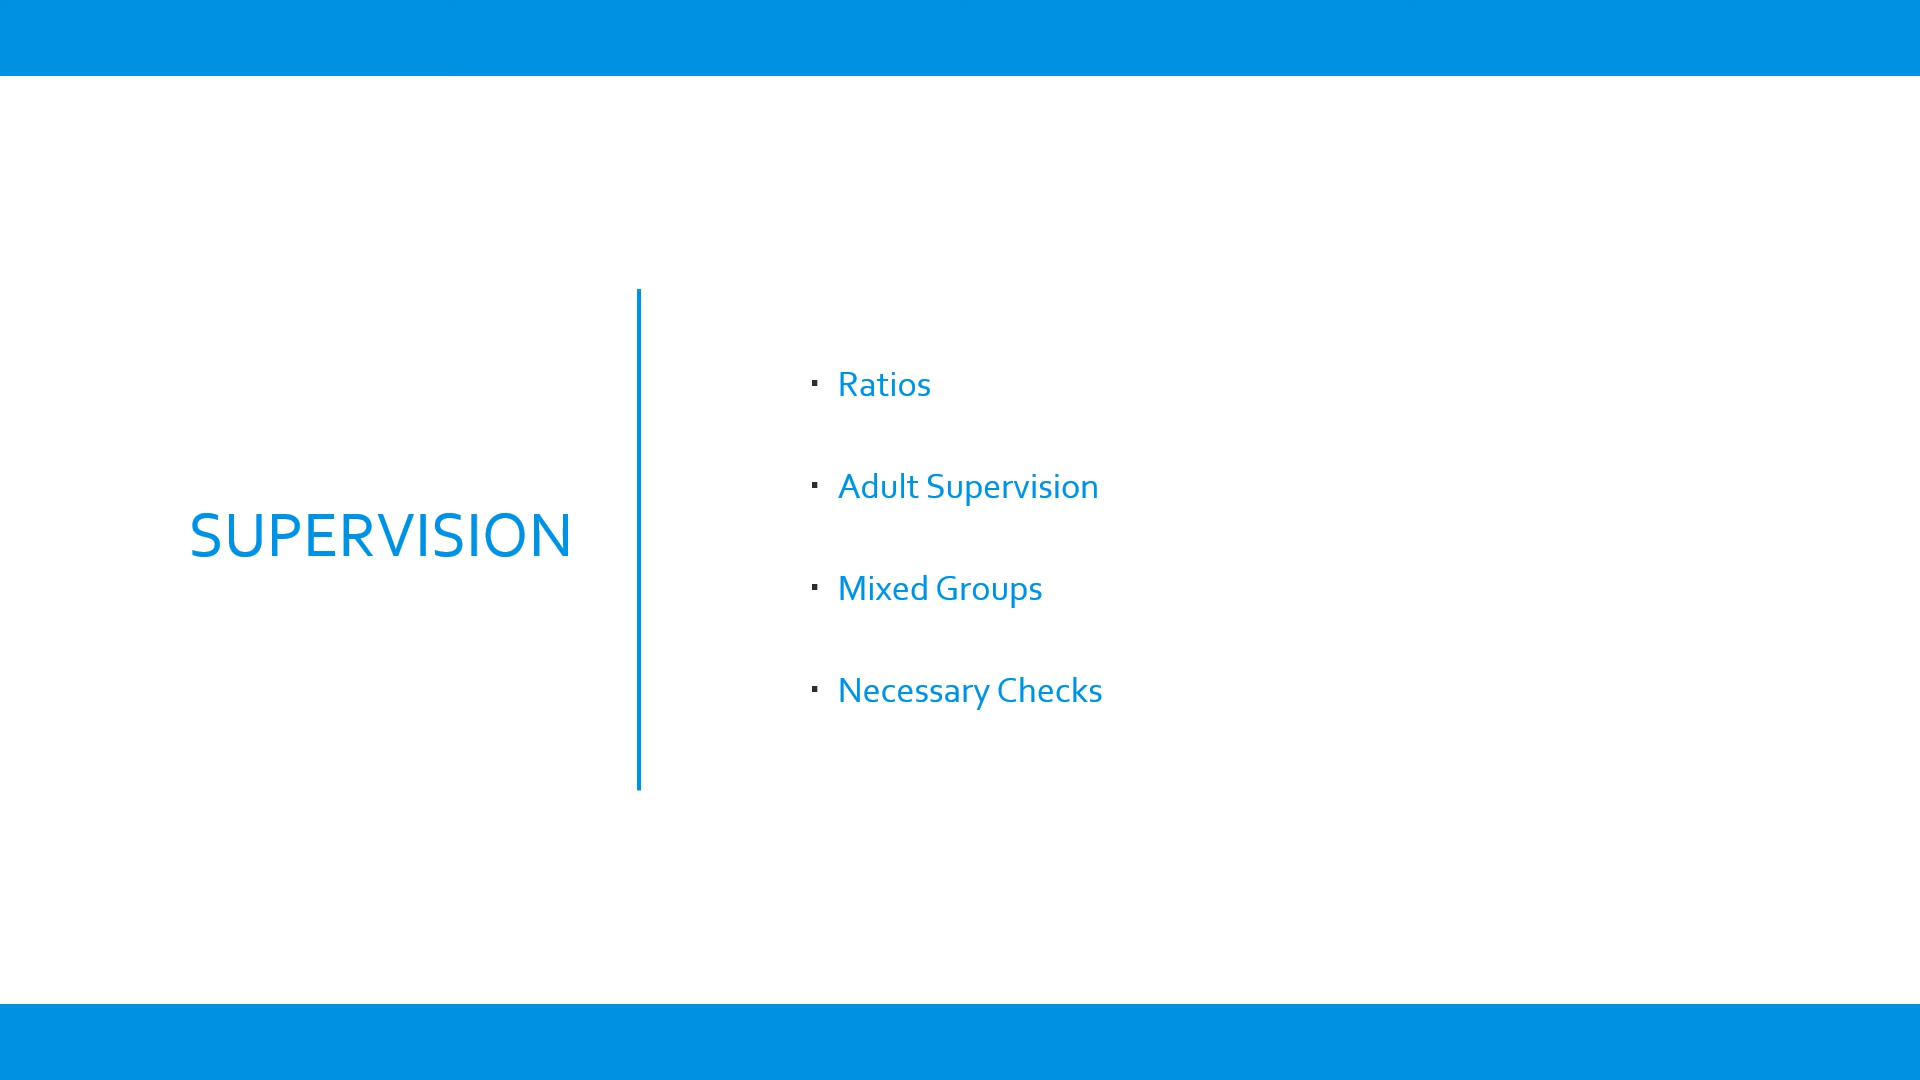 SUPERVISION
▪ Ratios
▪ Adult Supervision
▪ Mixed Groups
▪ Necessary Checks